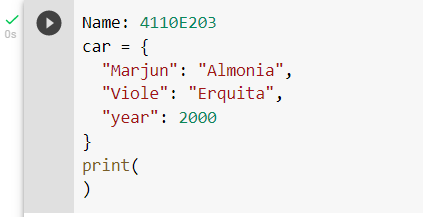 0s
Name: 4110E203
car = {
  "Marjun": "Almonia",
  "Viole": "Erquita",
  "year": 2000
}
print(
)